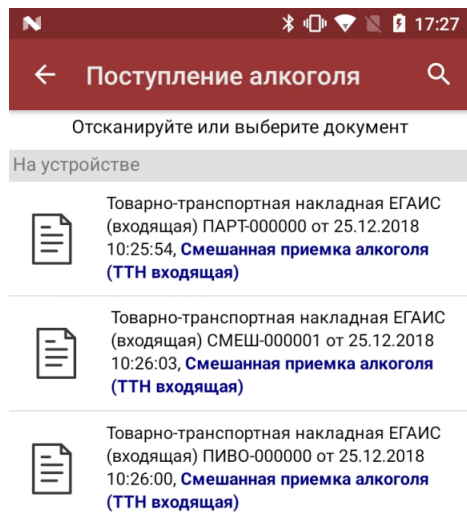 17:27
Поступление алкоголя
Отсканируйте или выберите документ
На устройстве
Товарно-транспортная накладная ЕГАИС
(входящая) ПАРТ-000000 от 25.12.2018
10:25:54, Смешанная приемка алкоголя
(ТТН входящая)
Товарно-транспортная накладная ЕГАИС
(входящая) СМЕШ-000001 от 25.12.2018
10:26:03, Смешанная приемка алкоголя
(ТТН входящая)
Товарно-транспортная накладная ЕГАИС
(входящая) ПИВО-000000 от 25.12.2018
10:26:00, Смешанная приемка алкоголя
(ТТН входящая)